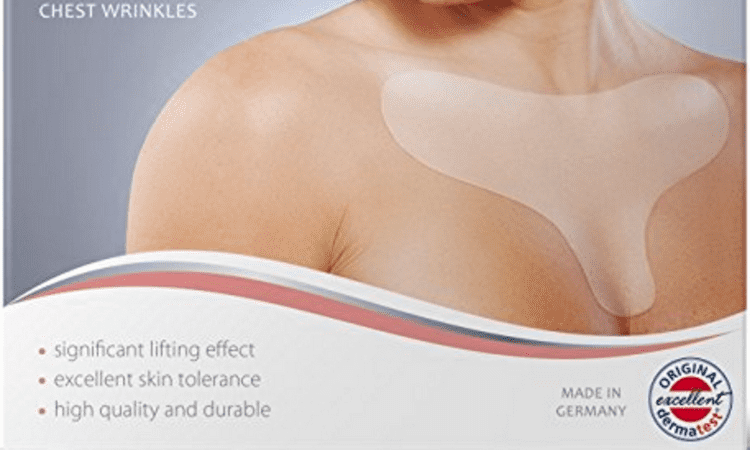 CHEST WRINKLES
• significant lifting effect
• excellent skin tolerance
• high quality and durable
MADE IN
GERMANY
ORIGINAL
excellent
dermatest®